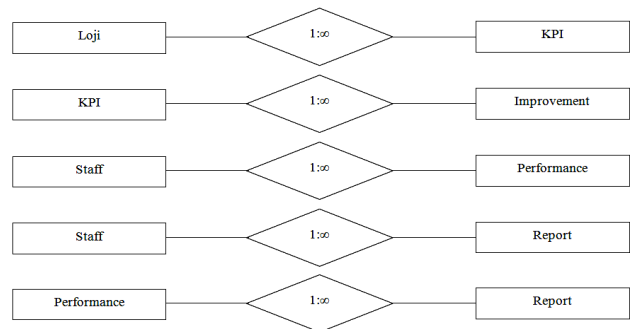 Loji 1:∞ KPI
KPI 1:∞ Improvement
Staff 1:∞ Performance
Staff 1:∞ Report
Performance 1:∞ Report